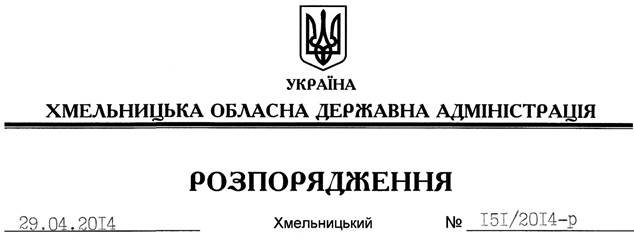 УКРАЇНА
ХМЕЛЬНИЦЬКА ОБЛАСНА ДЕРЖАВНА АДМІНІСТРАЦІЯ
РОЗПОРЯДЖЕННЯ
29.04.2014 Хмельницький № 151/2014-р